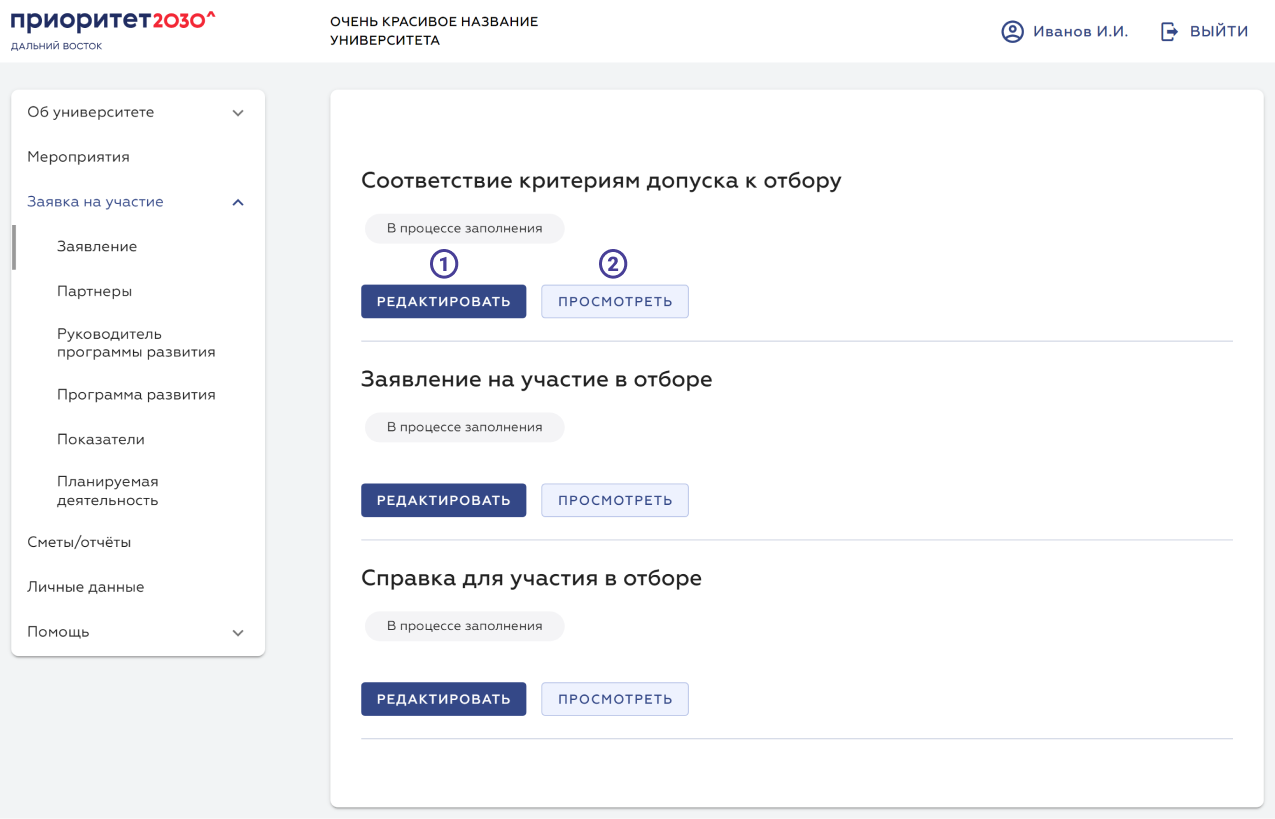 приоритет2030^
ДАЛЬНИЙ ВОСТОК
ОЧЕНЬ КРАСИВОЕ НАЗВАНИЕ
УНИВЕРСИТЕТА
Иванов И.И.
ВЫЙТИ
Об университете
Мероприятия
Заявка на участие
Заявление
Партнеры
Руководитель
программы развития
Программа развития
Показатели
Планируемая
деятельность
Сметы/отчёты
Личные данные
Помощь
Соответствие критериям допуска к отбору
В процессе заполнения
1
2
РЕДАКТИРОВАТЬ
ПРОСМОТРЕТЬ
Заявление на участие в отборе
В процессе заполнения
РЕДАКТИРОВАТЬ
ПРОСМОТРЕТЬ
Справка для участия в отборе
В процессе заполнения
РЕДАКТИРОВАТЬ
ПРОСМОТРЕТЬ